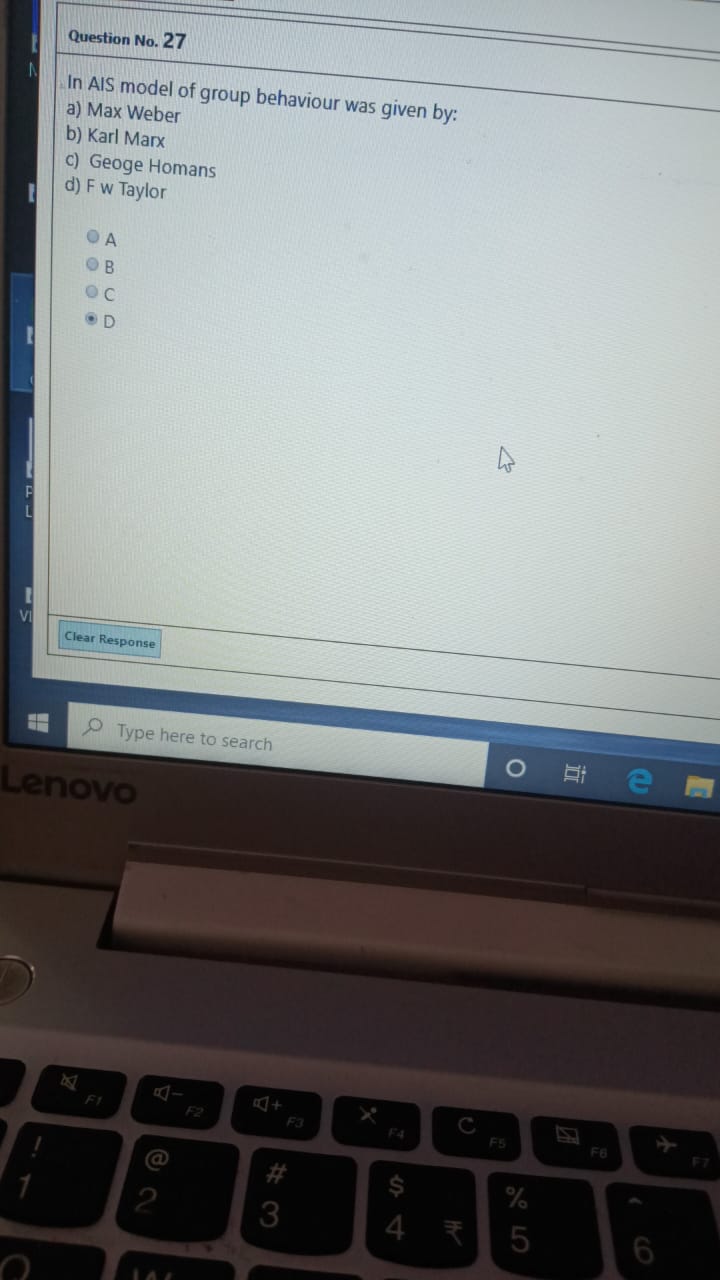 Question No. 27
In AIS model of group behaviour was given by:
a) Max Weber
b) Karl Marx
c) Geoge Homans
d) F w Taylor
A
B
C
D
P
L
VI
Clear Response
Type here to search
Lenovo
F1
F2
F3
F4
F5
F6
F7
! 1
@ 2
# 3
$ 4 ₹
% 5
^ 6